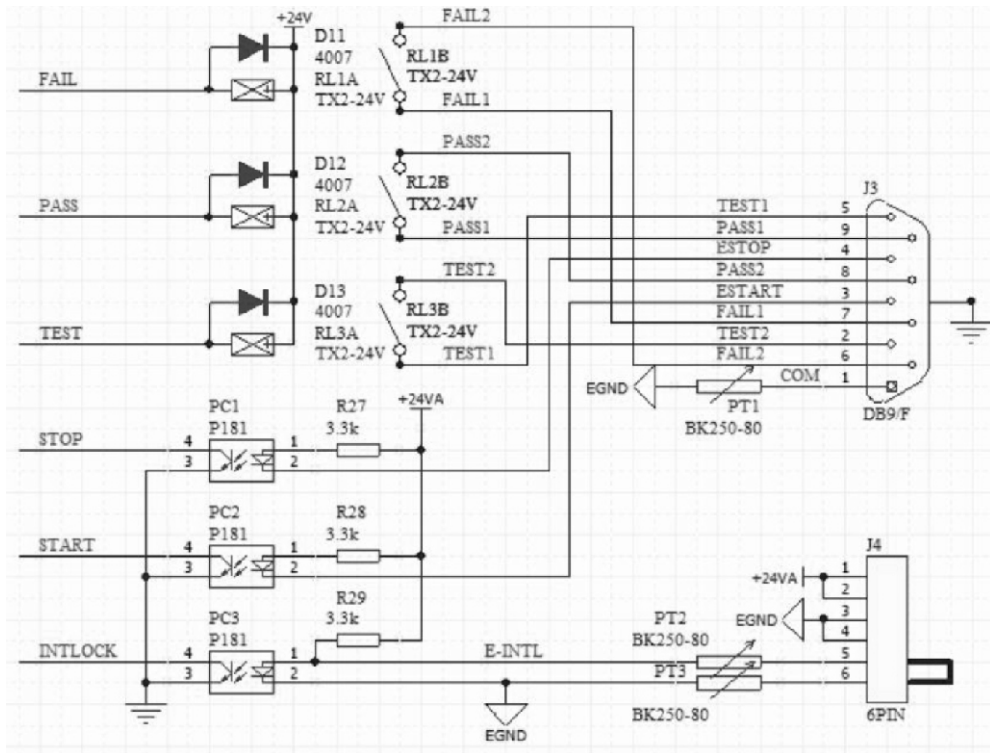 +24V
FAIL
D11
4007
RL1A
TX2-24V
FAIL2
RL1B
TX2-24V
FAIL1
PASS
D12
4007
RL2A
TX2-24V
PASS2
RL2B
TX2-24V
PASS1
TEST
D13
4007
RL3A
TX2-24V
TEST2
RL3B
TX2-24V
TEST1
J3
TEST1 5
PASS1 9
ESTOP 4
PASS2 8
ESTART 3
FAIL1 7
TEST2 2
FAIL2 6
COM 1
EGND
PT1
BK250-80
DB9/F
+24VA
STOP
PC1
P181
4 1
3 2
R27
3.3k
START
PC2
P181
4 1
3 2
R28
3.3k
INTLOCK
PC3
P181
4 1
3 2
R29
3.3k
E-INTL
EGND
J4
+24VA
1
2
EGND
3
4
5
6
PT2
BK250-80
PT3
BK250-80
6PIN